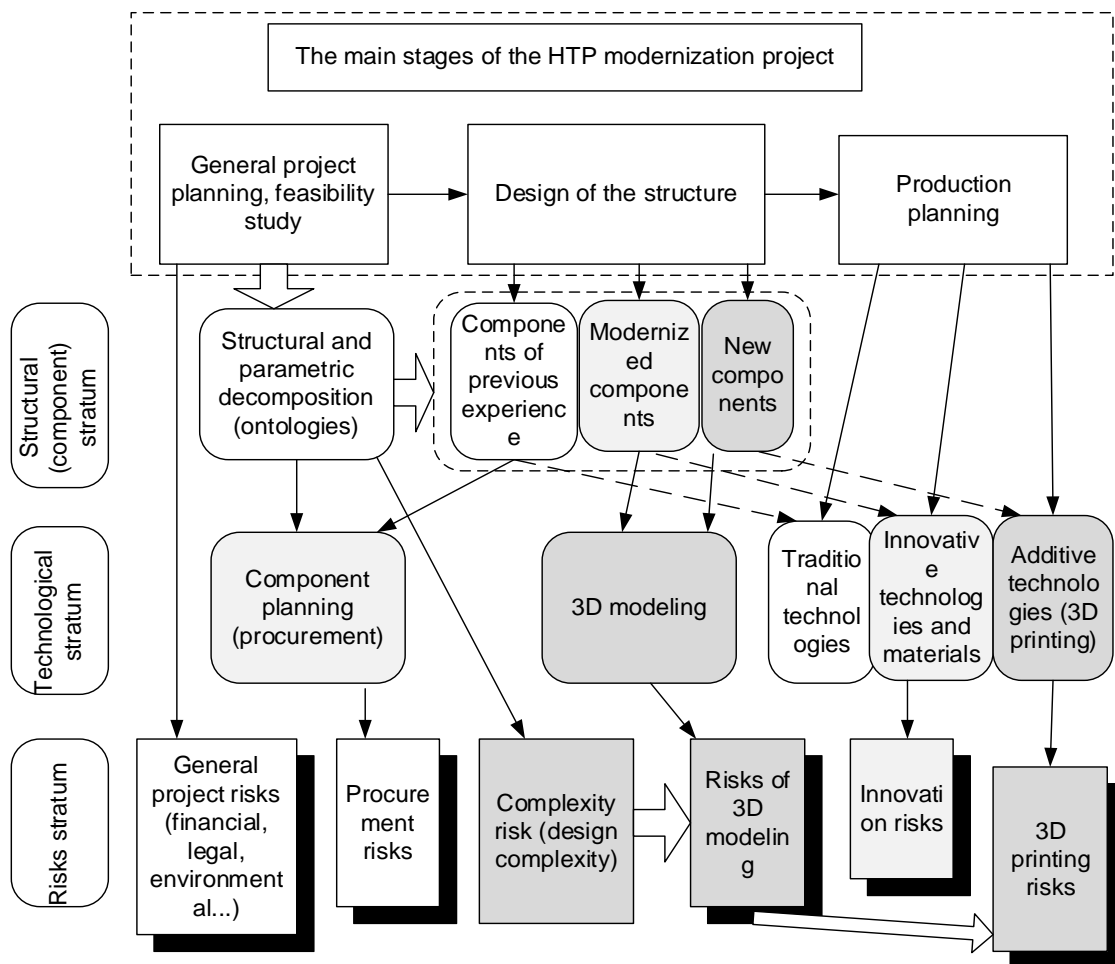 The main stages of the HTP modernization project
General project
planning, feasibility
study
Design of the structure
Production
planning
Structural
(component)
stratum
Structural and
parametric
decomposition
(ontologies)
Compone
nts of
previous
experienc
e
Moderniz
ed
compone
nts
New
compo
nents
Technological
stratum
Component
planning
(procurement)
3D modeling
Traditio
nal
technolo
gies
Innovativ
e
technolog
ies and
materials
Additive
technolo
gies (3D
printing)
Risks stratum
General
project risks
(financial,
legal,
environment
al...)
Procure
ment
risks
Complexity
risk (design
complexity)
Risks of
3D
modelin
g
Innovati
on risks
3D
printing
risks